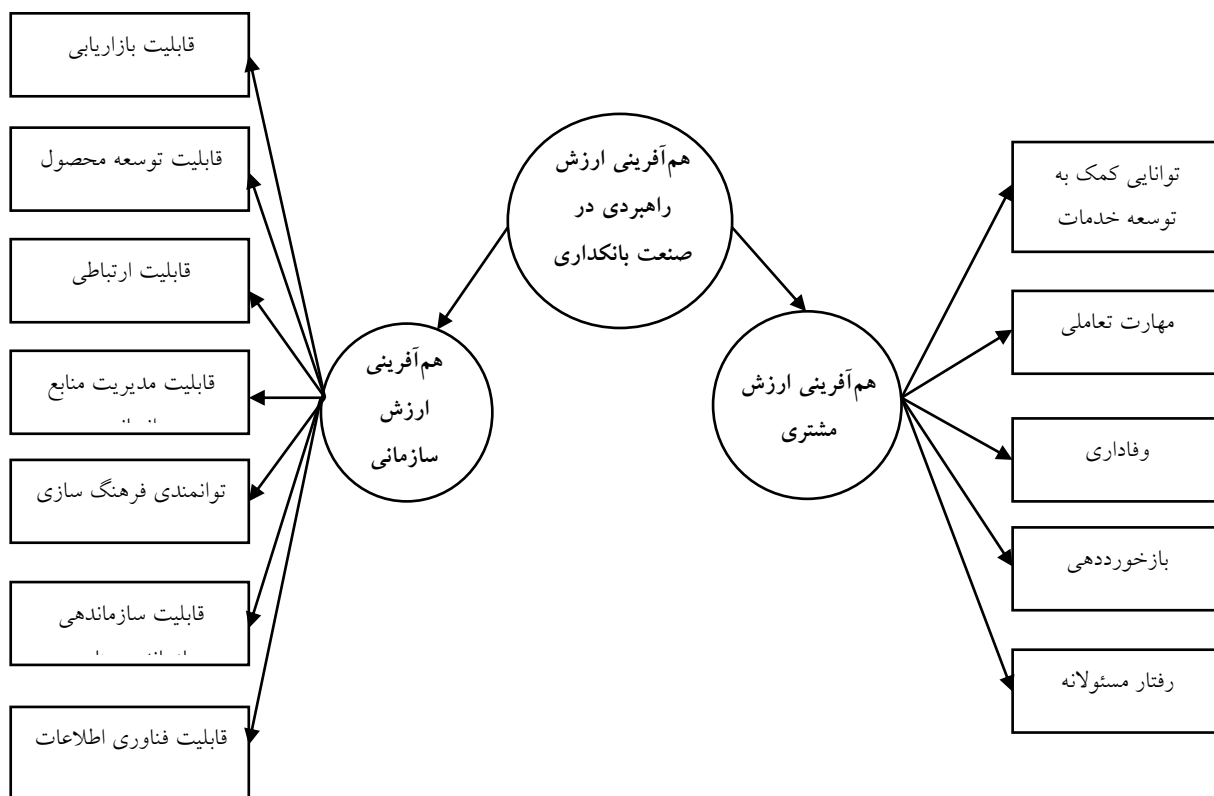 هم‌آفرینی ارزش
راهبردی در
صنعت بانکداری
توانایی کمک به
توسعه خدمات
مهارت تعاملی
وفاداری
بازخورددهی
رفتار مسئولانه
هم‌آفرینی ارزش
مشتری
هم‌آفرینی
ارزش
سازمانی
قابلیت بازاریابی
قابلیت توسعه محصول
قابلیت ارتباطی
قابلیت مدیریت منابع
توانمندی فرهنگ سازی
قابلیت سازماندهی
قابلیت فناوری اطلاعات